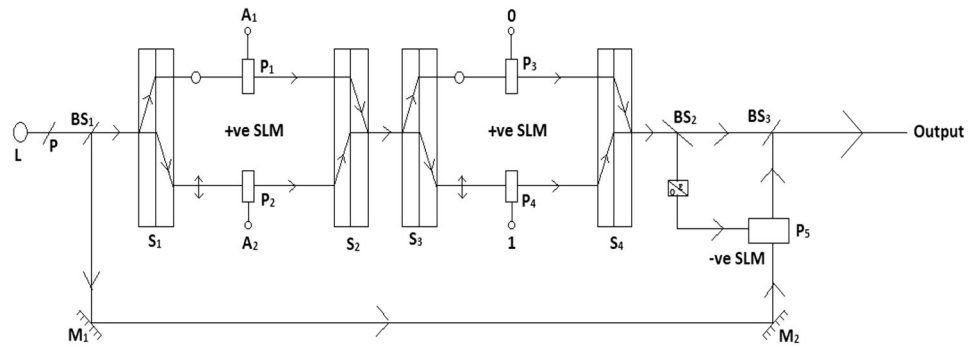 A₁ 0
P₁ P₃
BS₁ BS₂ BS₃
P +ve SLM +ve SLM Output
L
P₂ P₄
P₅
A₂ 1
S₁ S₂ S₃ S₄
-ve SLM
M₁ M₂